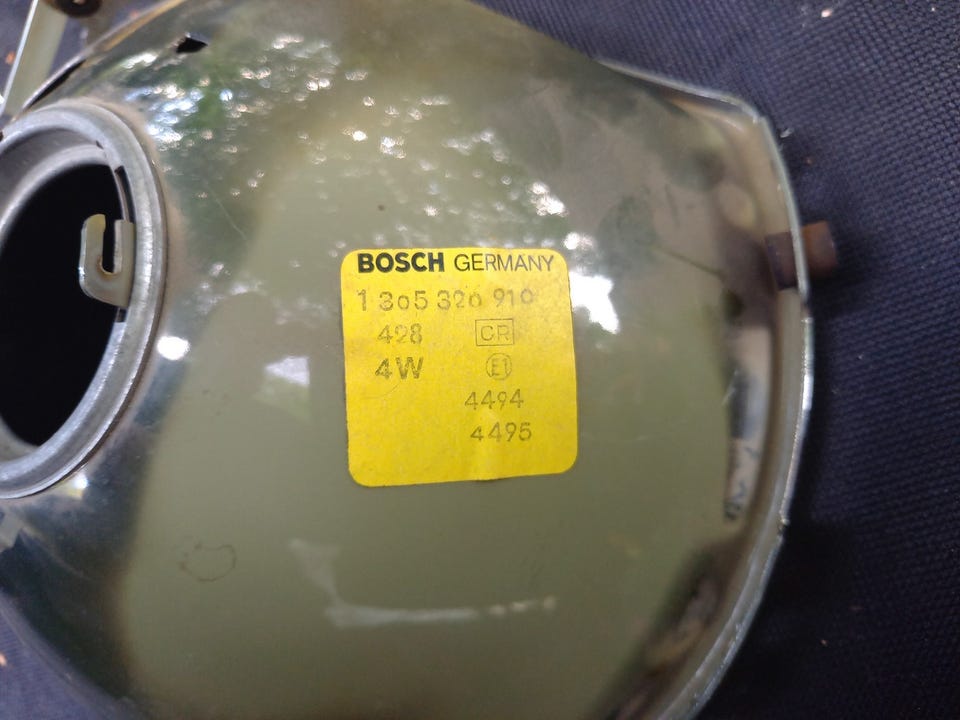 BOSCH GERMANY
1 305 320 910
428 CR
4W E1
4494
4495